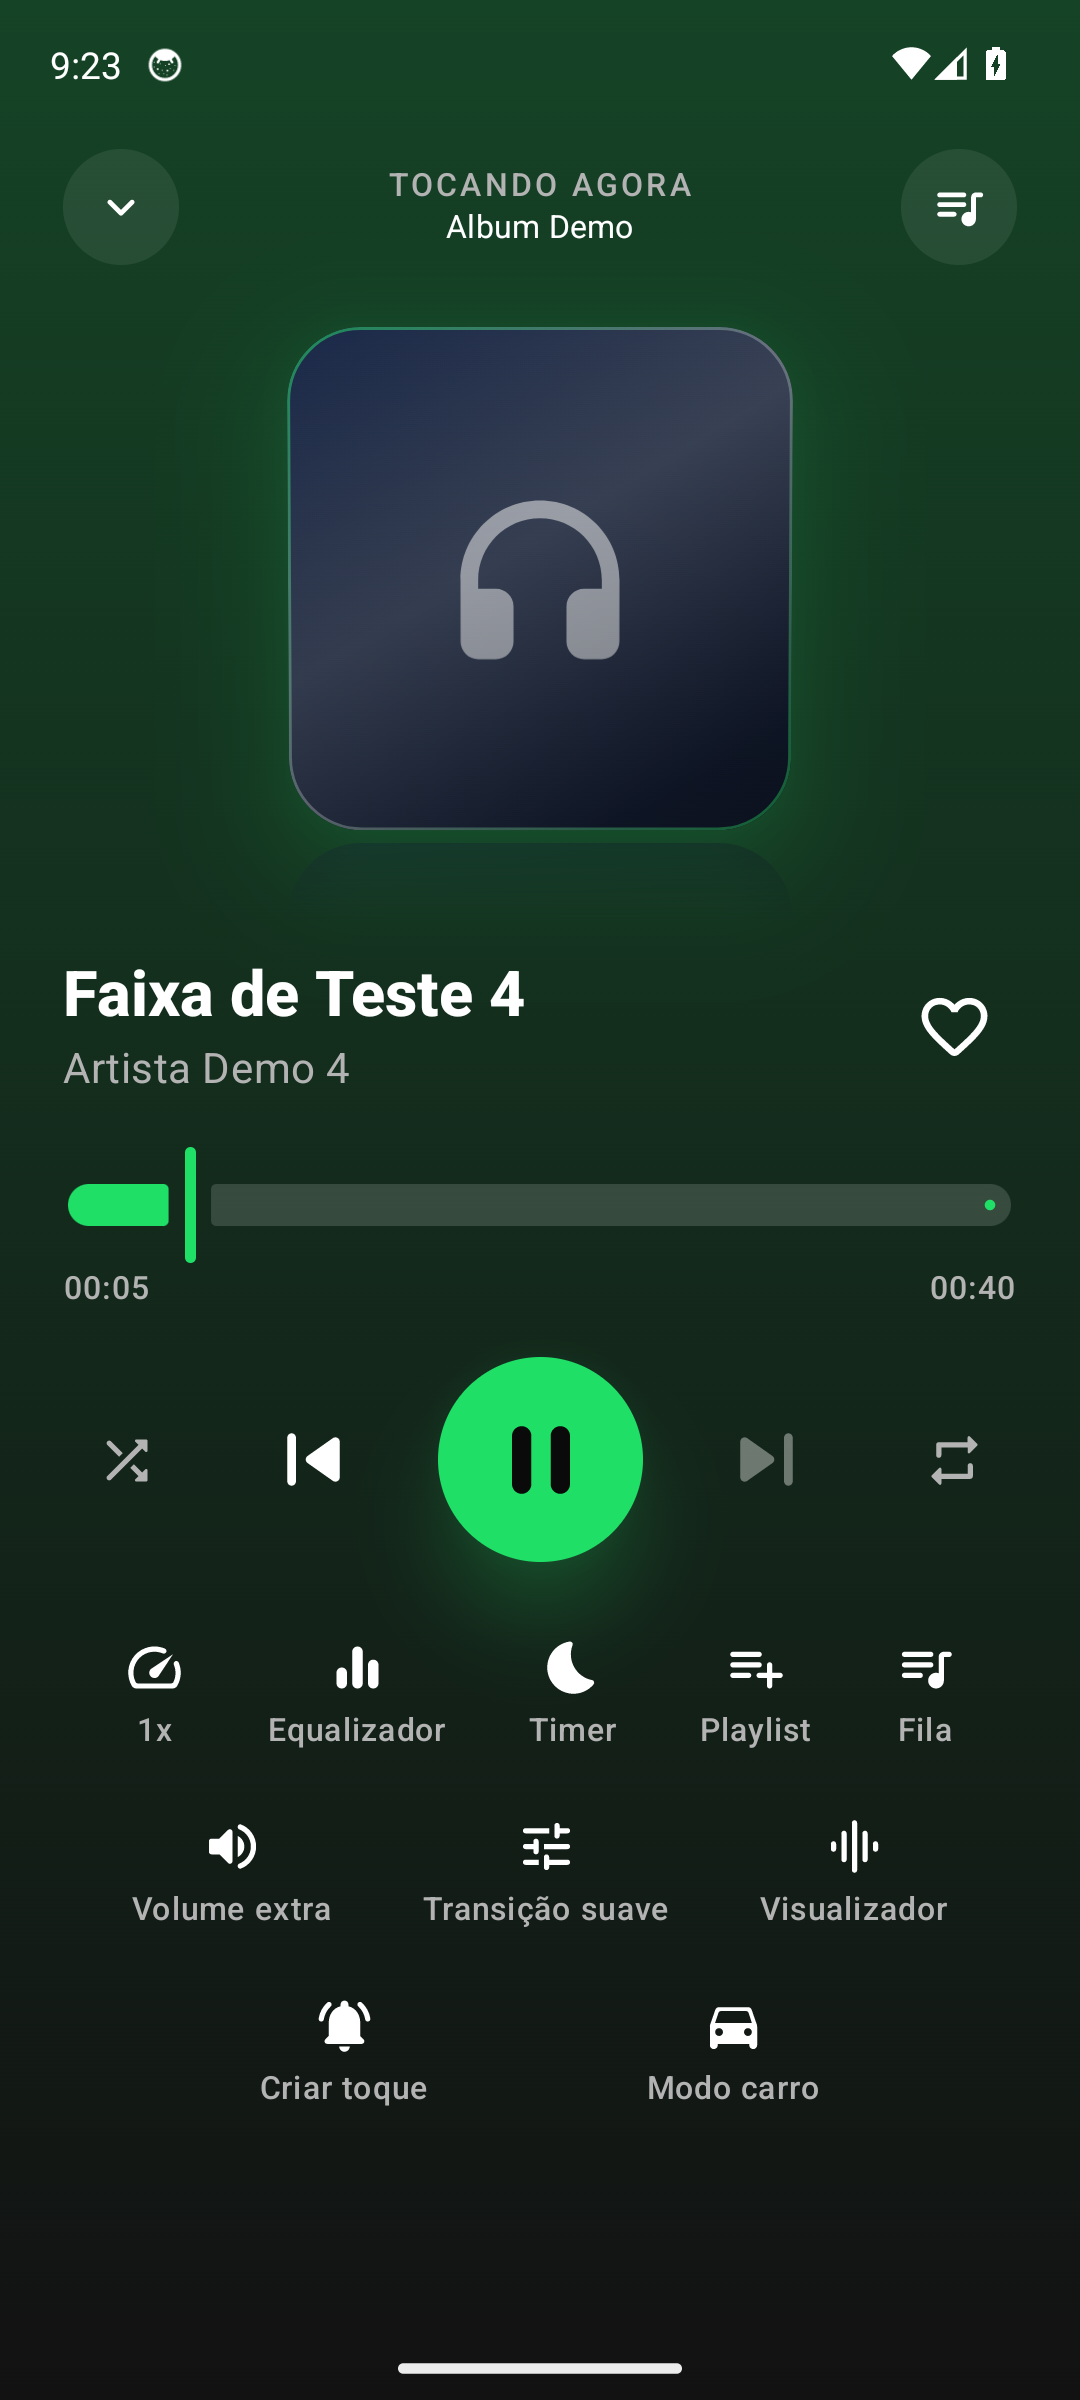 9:23
TOCANDO AGORA
Album Demo
Faixa de Teste 4
Artista Demo 4
00:05 00:40
1x Equalizador Timer Playlist Fila
Volume extra Transição suave Visualizador
Criar toque Modo carro